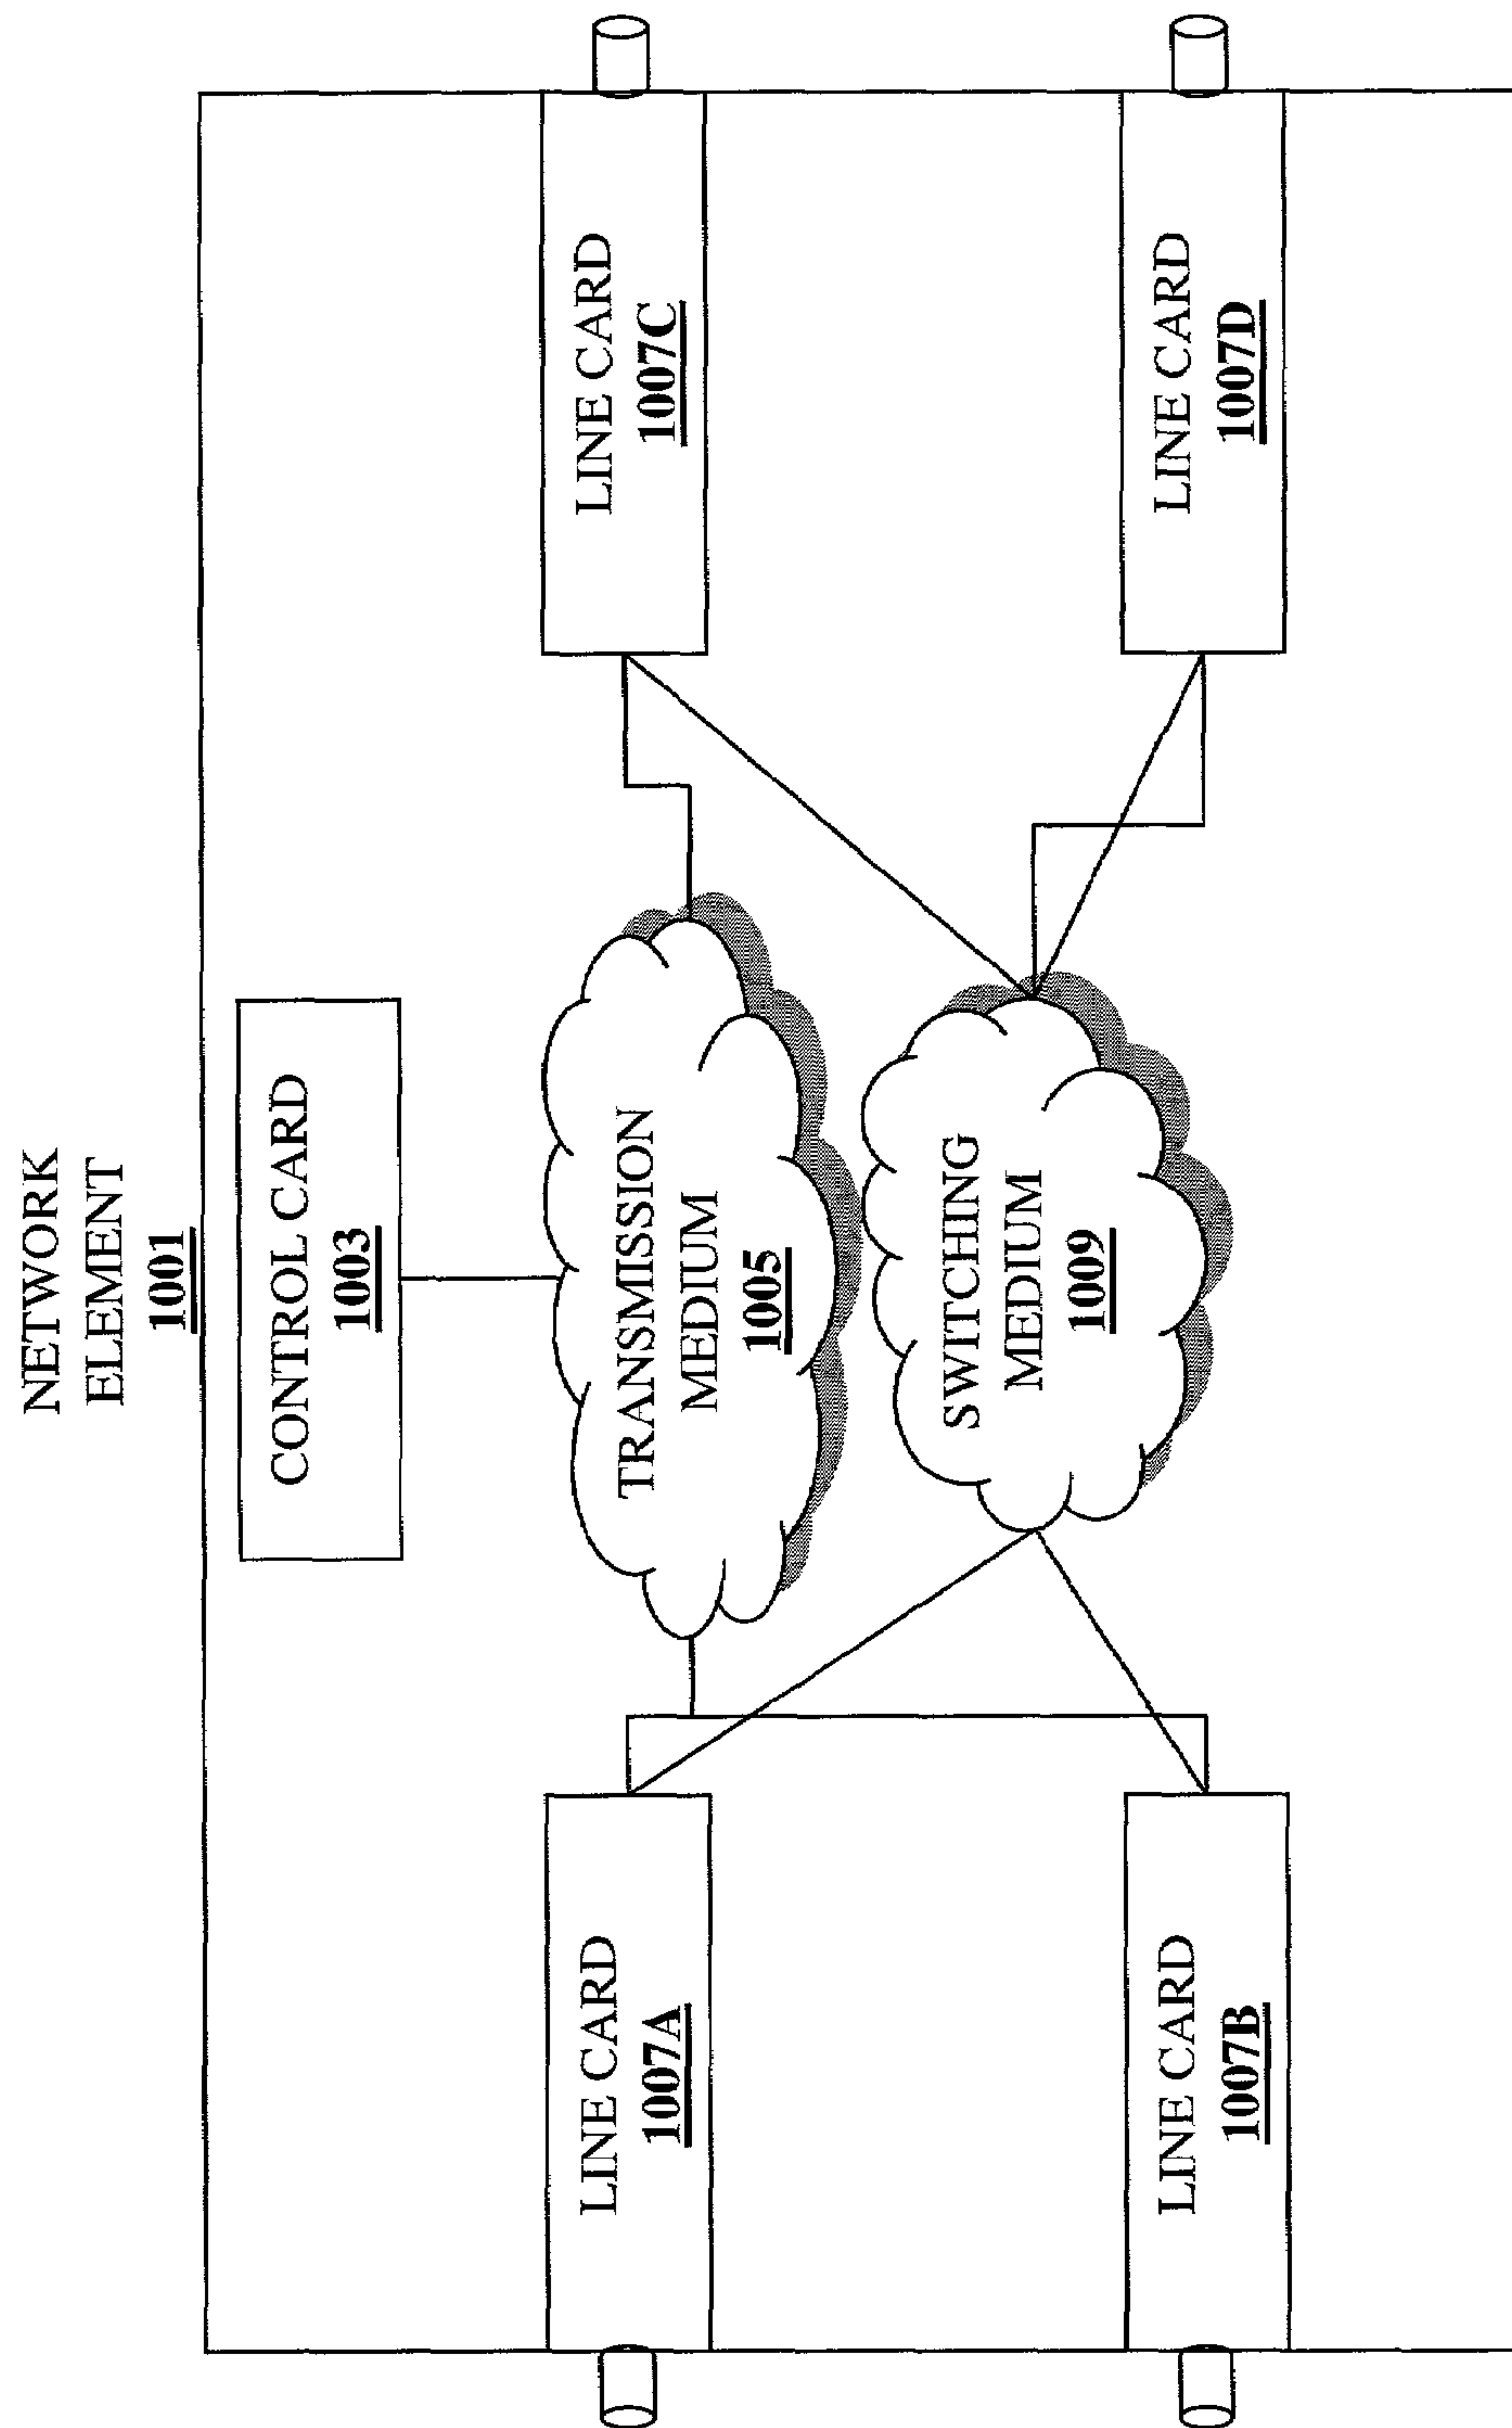 NETWORK
ELEMENT
1001
CONTROL CARD
1003
TRANSMISSION
MEDIUM
1005
SWITCHING
MEDIUM
1009
LINE CARD
1007A
LINE CARD
1007C
LINE CARD
1007B
LINE CARD
1007D